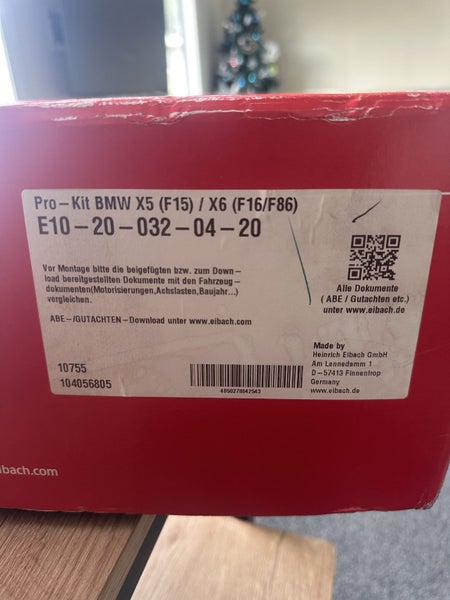 Pro-Kit BMW X5 (F15) / X6 (F16/F86)
E10-20-032-04-20
Vor Montage bitte die beigefügten bzw. zum Down-
load bereitgestellten Dokumente mit den Fahrzeug-
dokumenten(Motorisierungen,Achslasten,Baujahr...)
vergleichen.
ABE-/GUTACHTEN-Download unter www.eibach.com
Alle Dokumente
( ABE / Gutachten etc.)
unter www.eibach.de
10755
104056805
4050278042543
Made by
Heinrich Eibach GmbH
Am Lennedamm 1
D-57413 Finnentrop
Germany
www.eibach.de
eibach.com